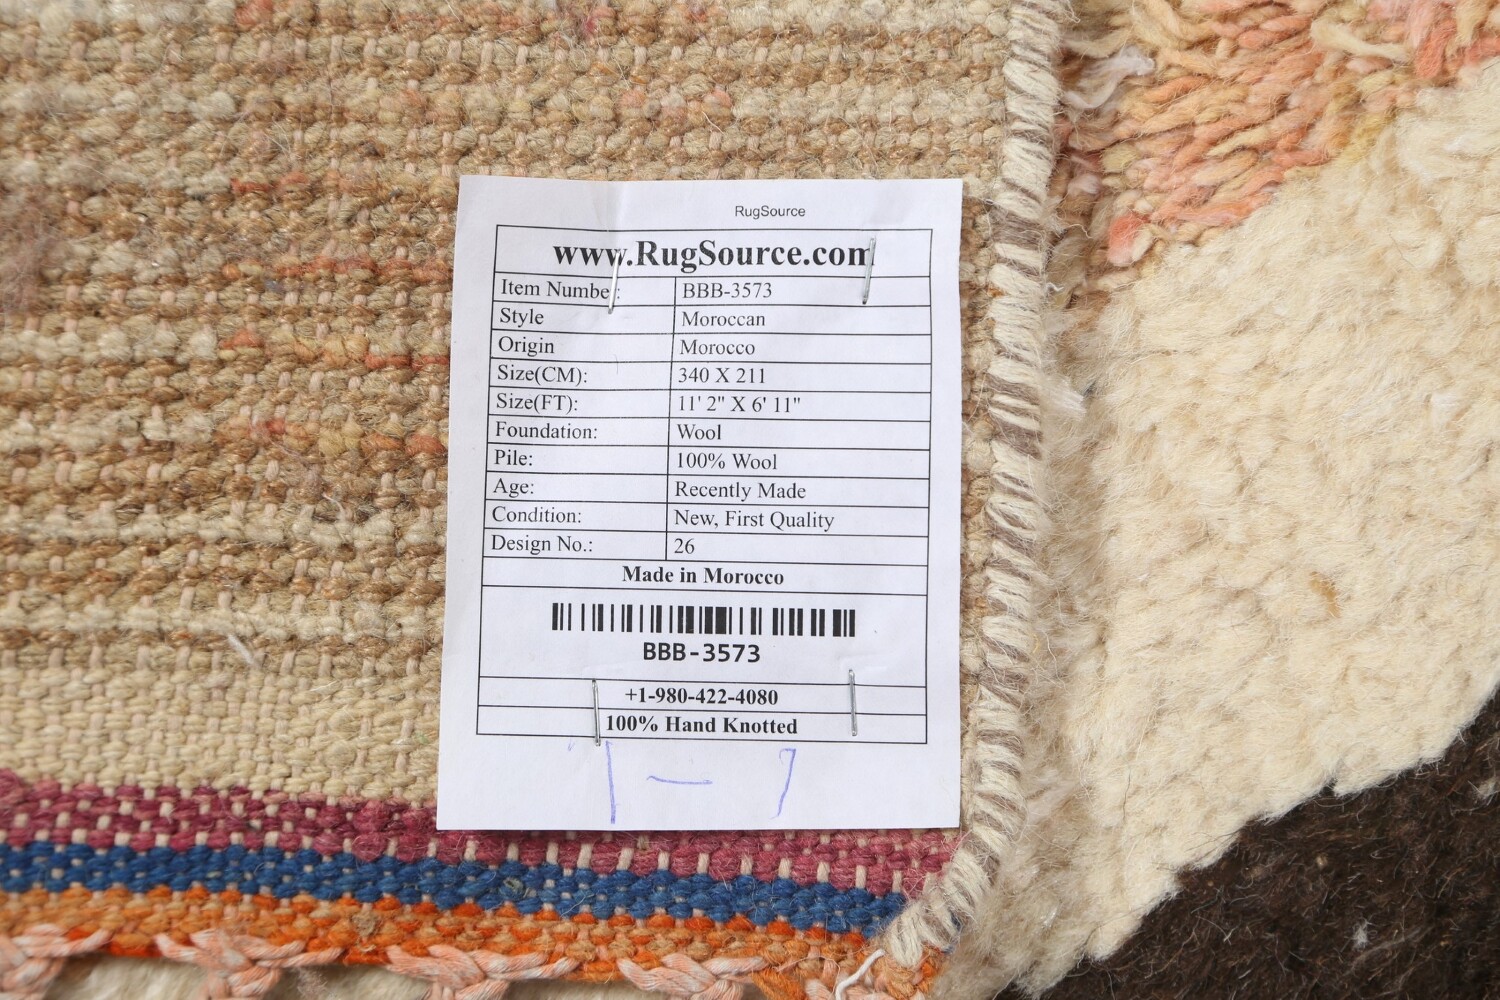 RugSource
www.RugSource.com
Item Number: BBB-3573
Style Moroccan
Origin Morocco
Size(CM): 340 X 211
Size(FT): 11' 2" X 6' 11"
Foundation: Wool
Pile: 100% Wool
Age: Recently Made
Condition: New, First Quality
Design No.: 26
Made in Morocco
BBB-3573
+1-980-422-4080
100% Hand Knotted
1 - 7